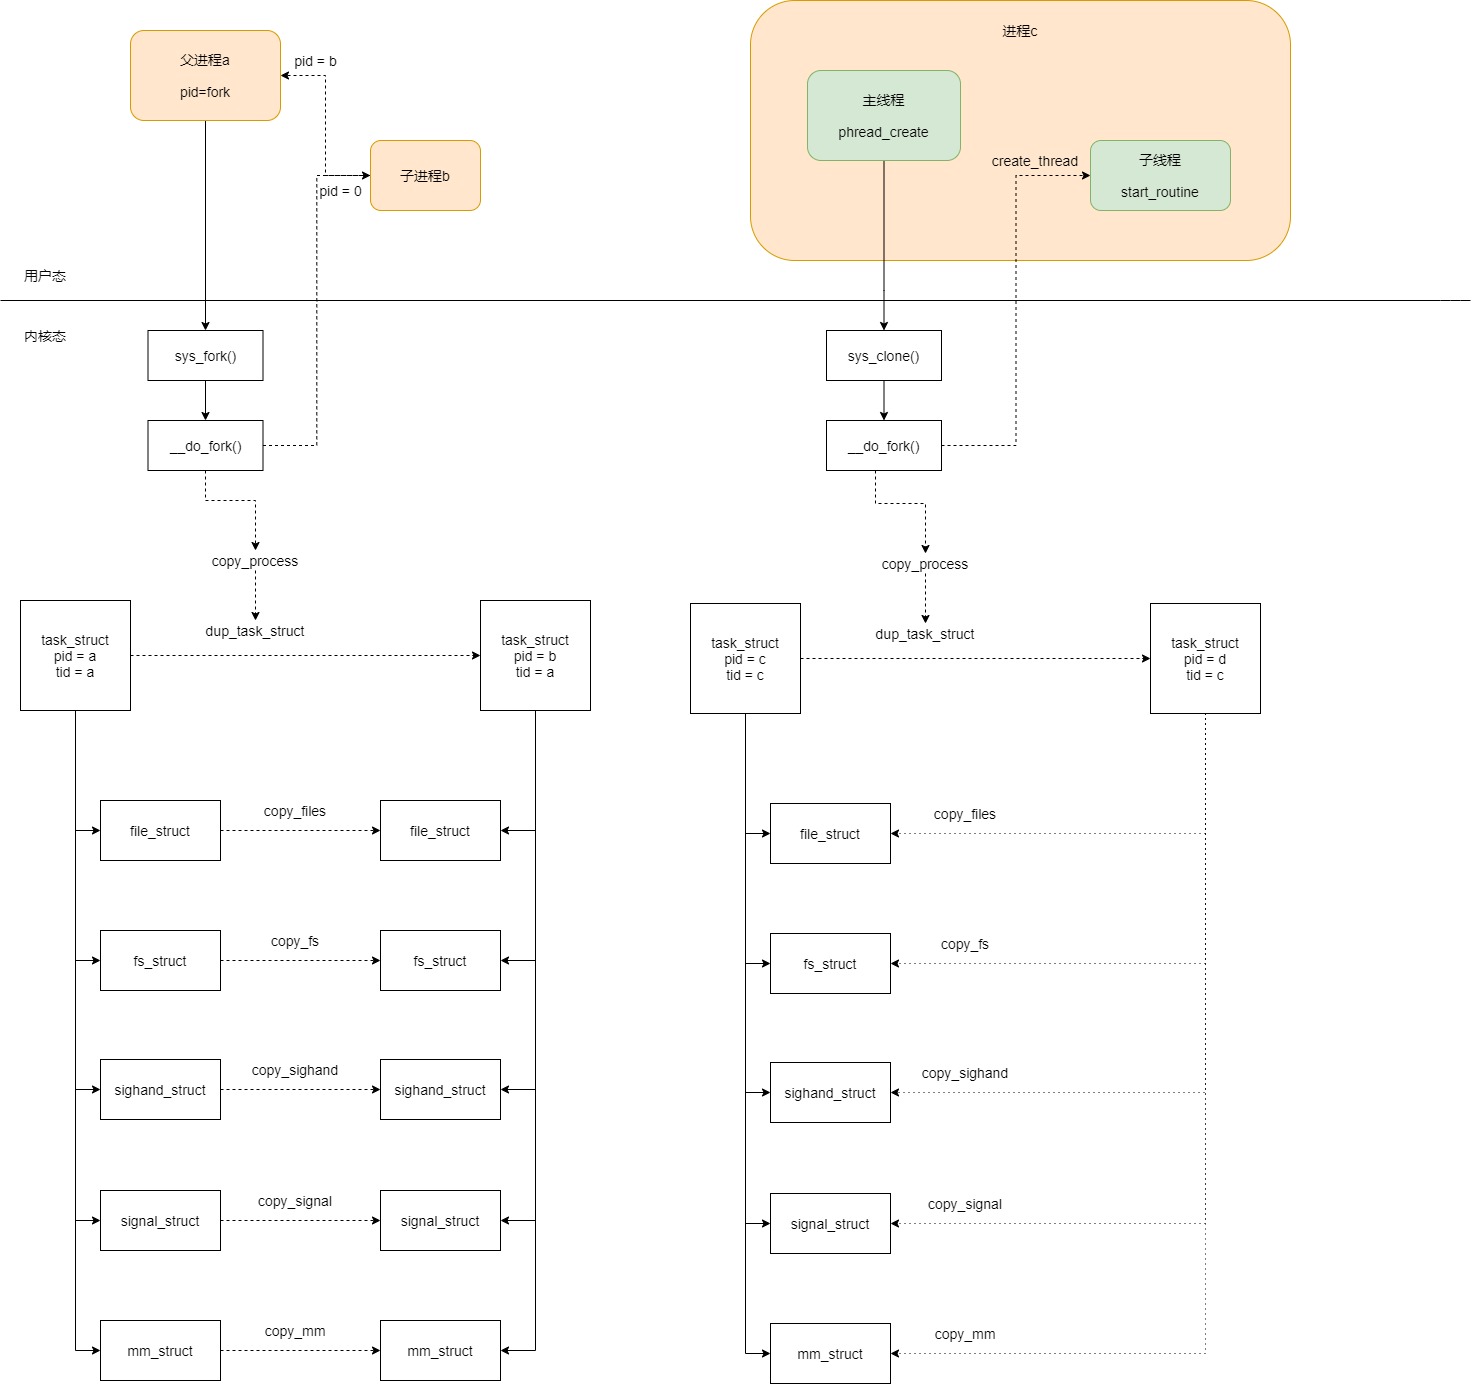 父进程a
pid=fork
pid = b
子进程b
pid = 0
进程c
主线程
phread_create
create_thread
子线程
start_routine
用户态
内核态
sys_fork()
__do_fork()
copy_process
dup_task_struct
task_struct
pid = a
tid = a
task_struct
pid = b
tid = a
file_struct
copy_files
file_struct
fs_struct
copy_fs
fs_struct
sighand_struct
copy_sighand
sighand_struct
signal_struct
copy_signal
signal_struct
mm_struct
copy_mm
mm_struct
sys_clone()
__do_fork()
copy_process
dup_task_struct
task_struct
pid = c
tid = c
task_struct
pid = d
tid = c
file_struct
copy_files
fs_struct
copy_fs
sighand_struct
copy_sighand
signal_struct
copy_signal
mm_struct
copy_mm